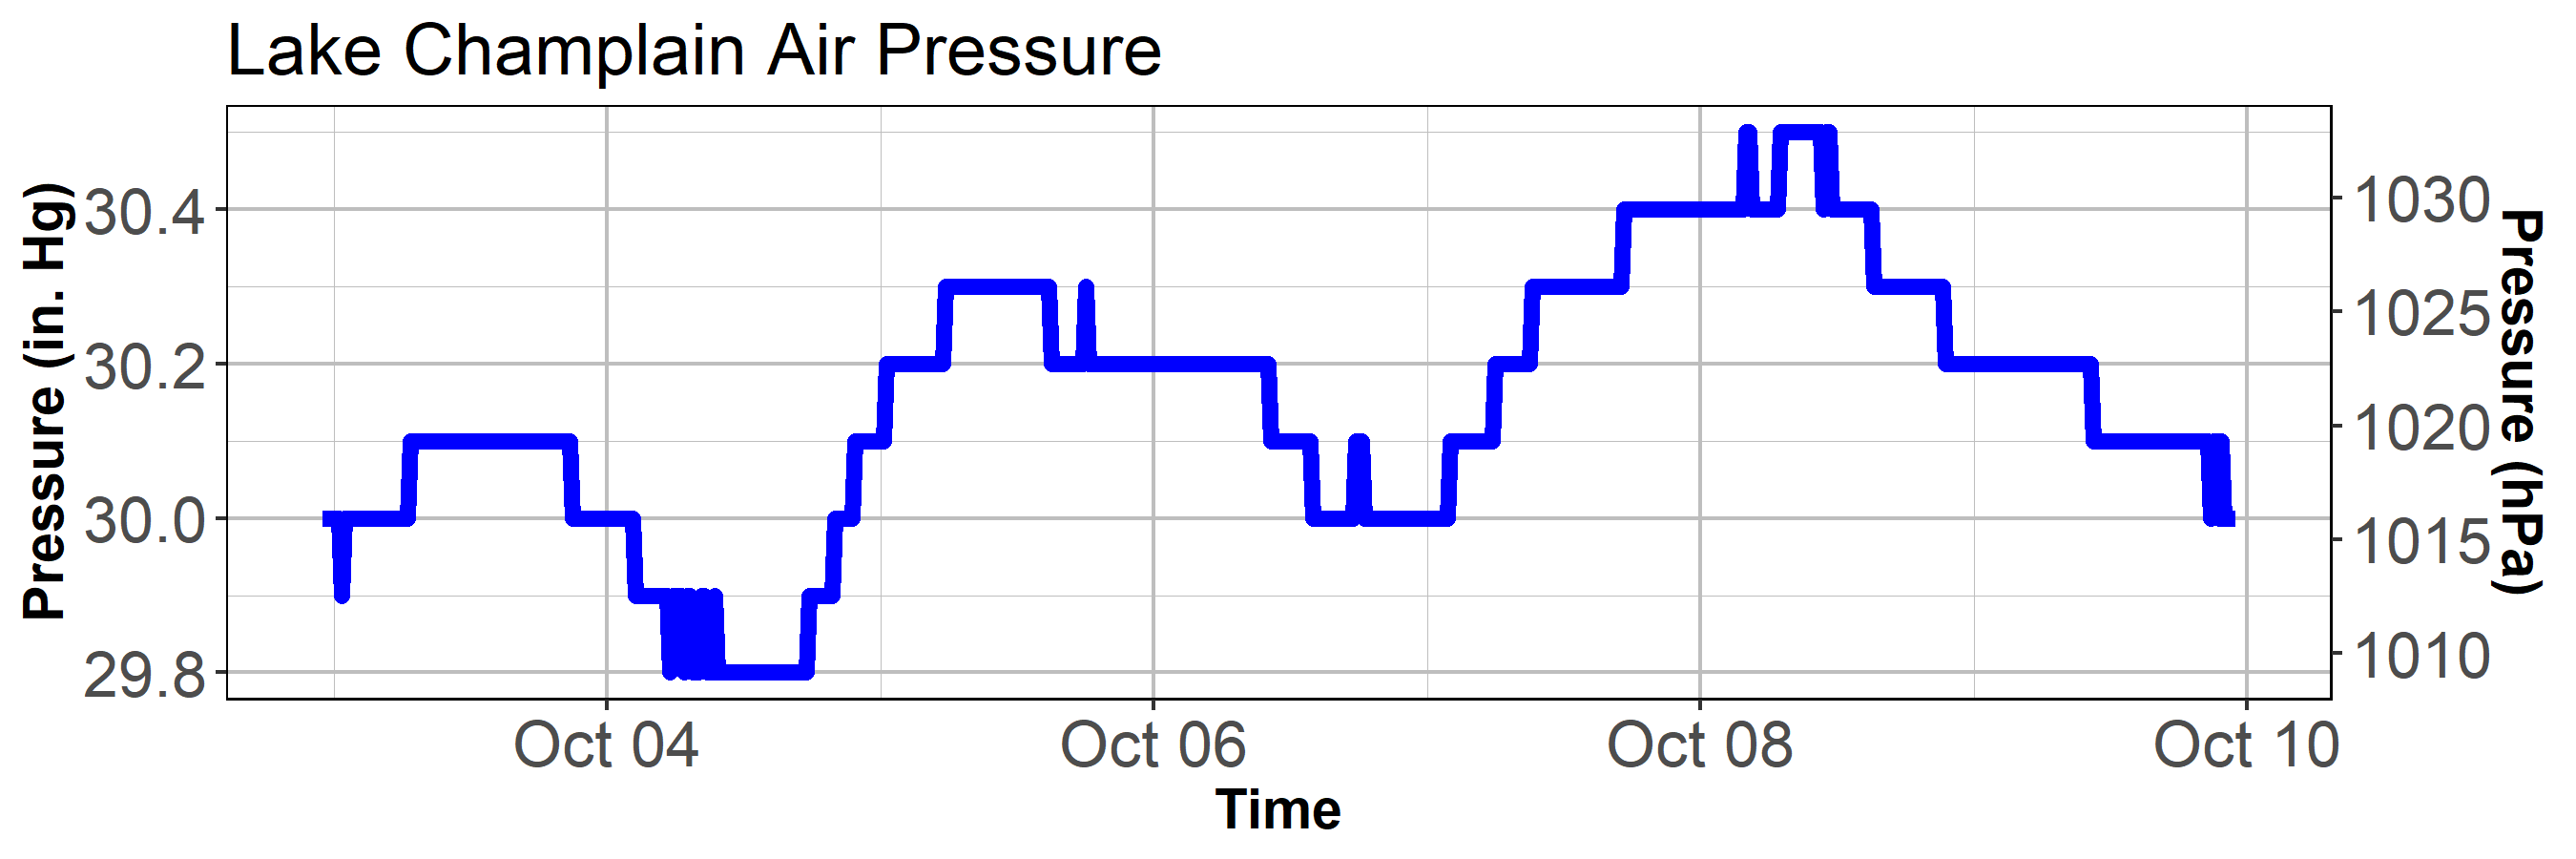 Lake Champlain Air Pressure
Pressure (in. Hg)
30.4
30.2
30.0
29.8
1030
1025
1020
1015
1010
Pressure (hPa)
Oct 04 Oct 06 Oct 08 Oct 10
Time